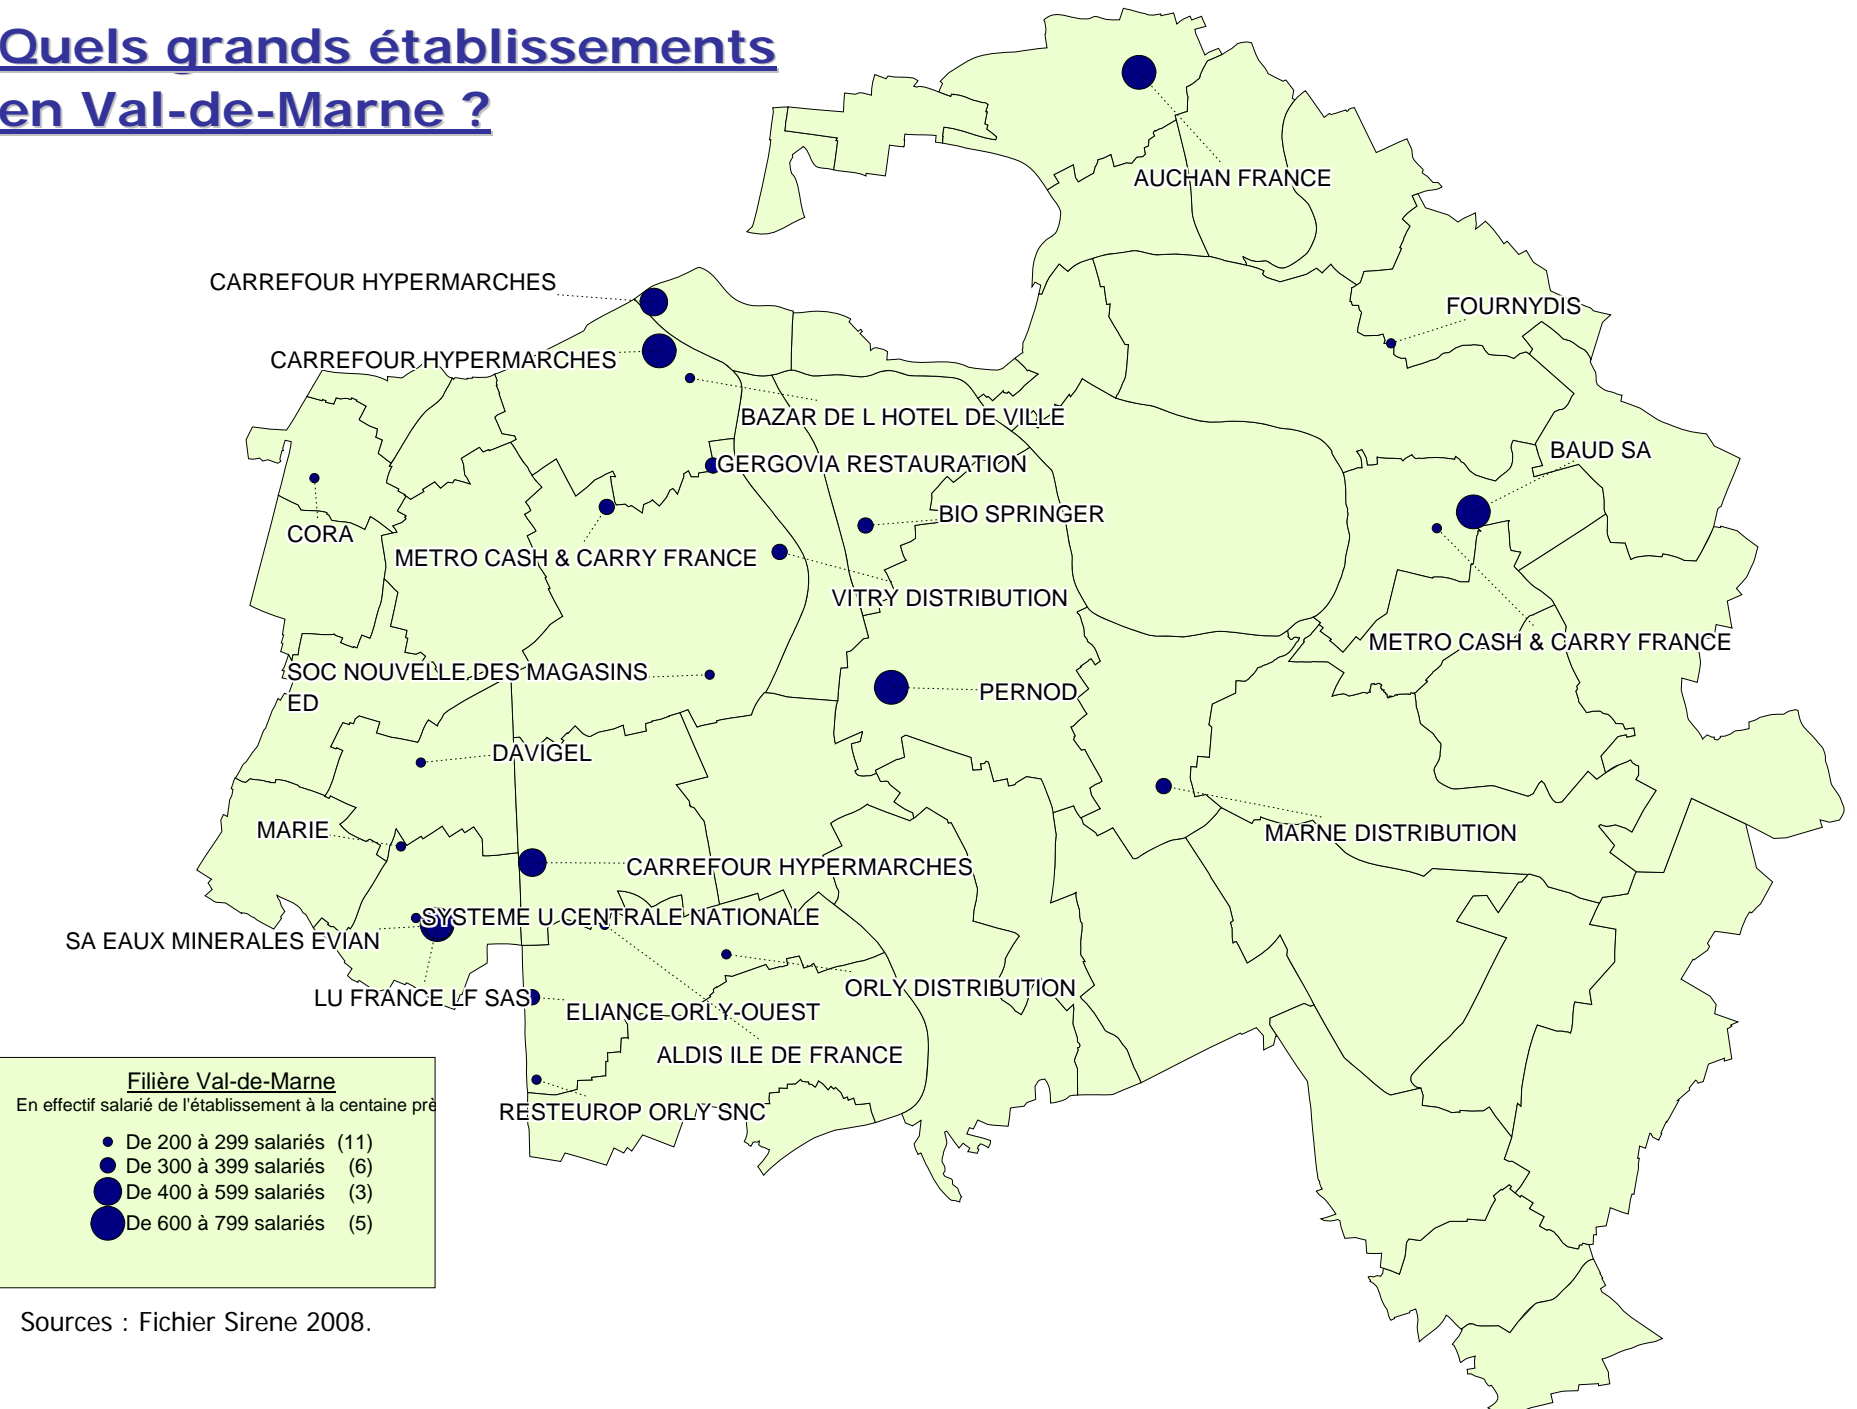 Quels grands établissements
en Val-de-Marne ?
AUCHAN FRANCE
CARREFOUR HYPERMARCHES
FOURNYDIS
CARREFOUR HYPERMARCHES
BAZAR DE L HOTEL DE VILLE
BAUD SA
GERGOVIA RESTAURATION
BIO SPRINGER
CORA
METRO CASH & CARRY FRANCE
VITRY DISTRIBUTION
METRO CASH & CARRY FRANCE
SOC NOUVELLE DES MAGASINS
ED
PERNOD
DAVIGEL
MARIE
MARNE DISTRIBUTION
CARREFOUR HYPERMARCHES
SYSTEME U CENTRALE NATIONALE
SA EAUX MINERALES EVIAN
ORLY DISTRIBUTION
LU FRANCE LF SAS
ELIANCE ORLY-OUEST
ALDIS ILE DE FRANCE
RESTEUROP ORLY SNC
Filière Val-de-Marne
En effectif salarié de l'établissement à la centaine prè
De 200 à 299 salariés (11)
De 300 à 399 salariés (6)
De 400 à 599 salariés (3)
De 600 à 799 salariés (5)
Sources : Fichier Sirene 2008.